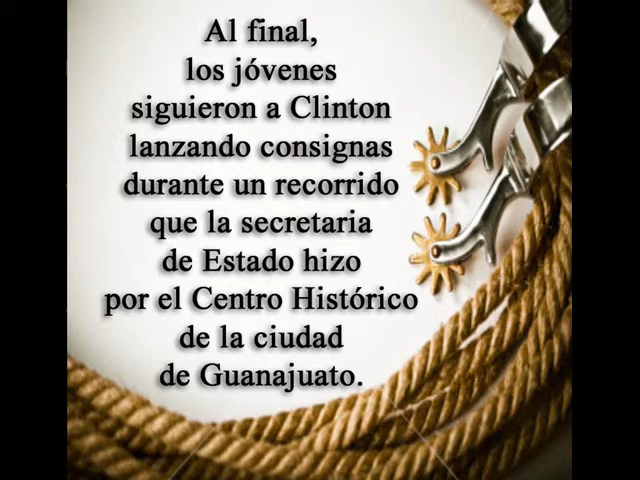 Al final,
los jóvenes
siguieron a Clinton
lanzando consignas
durante un recorrido
que la secretaria
de Estado hizo
por el Centro Histórico
de la ciudad
de Guanajuato.